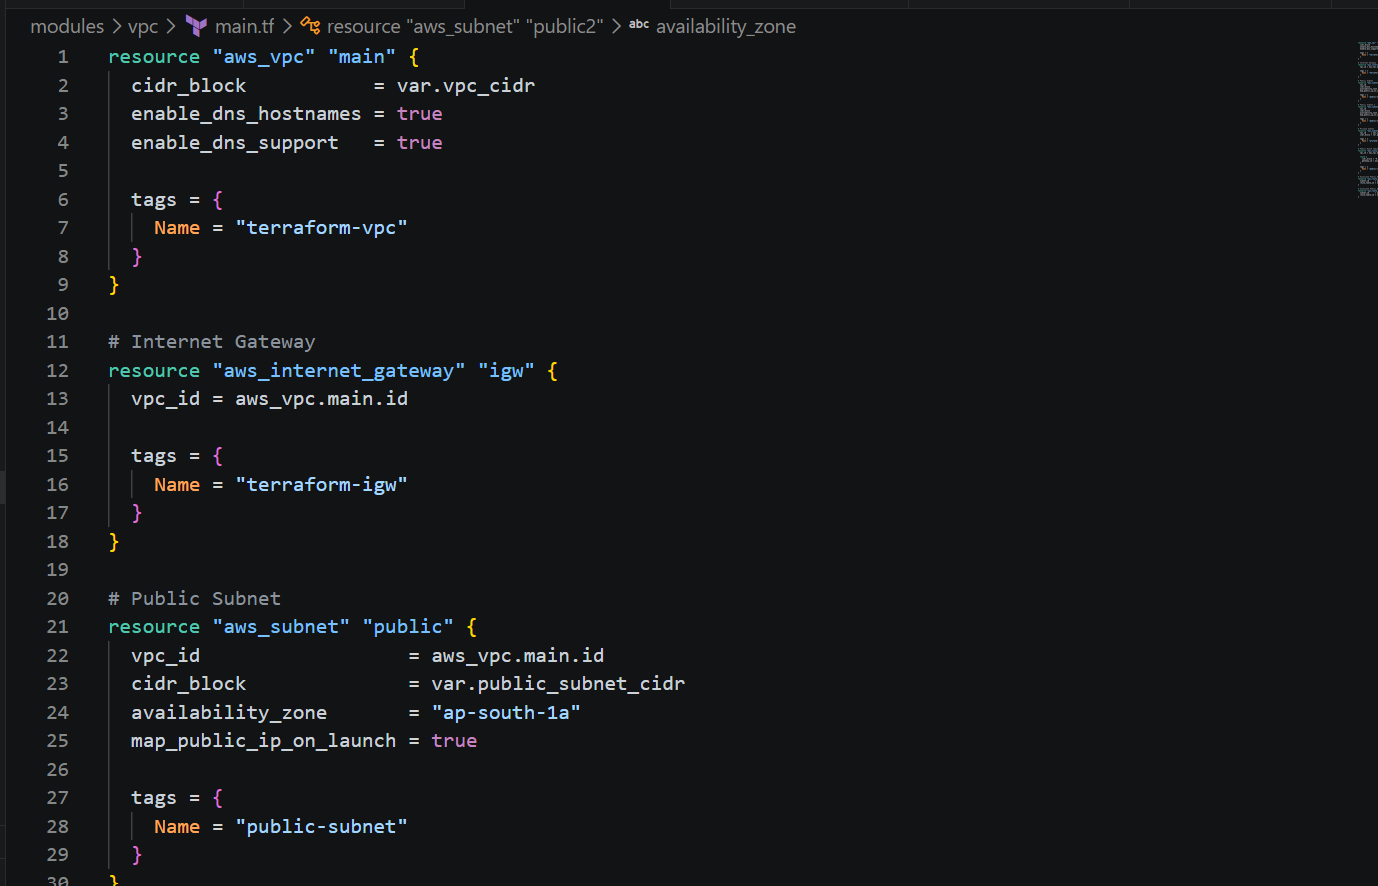 modules > vpc > main.tf > resource "aws_subnet" "public2" > abc availability_zone
1 resource "aws_vpc" "main" {
2 cidr_block = var.vpc_cidr
3 enable_dns_hostnames = true
4 enable_dns_support = true
5
6 tags = {
7 Name = "terraform-vpc"
8 }
9 }
10
11 # Internet Gateway
12 resource "aws_internet_gateway" "igw" {
13 vpc_id = aws_vpc.main.id
14
15 tags = {
16 Name = "terraform-igw"
17 }
18 }
19
20 # Public Subnet
21 resource "aws_subnet" "public" {
22 vpc_id = aws_vpc.main.id
23 cidr_block = var.public_subnet_cidr
24 availability_zone = "ap-south-1a"
25 map_public_ip_on_launch = true
26
27 tags = {
28 Name = "public-subnet"
29 }
30 }